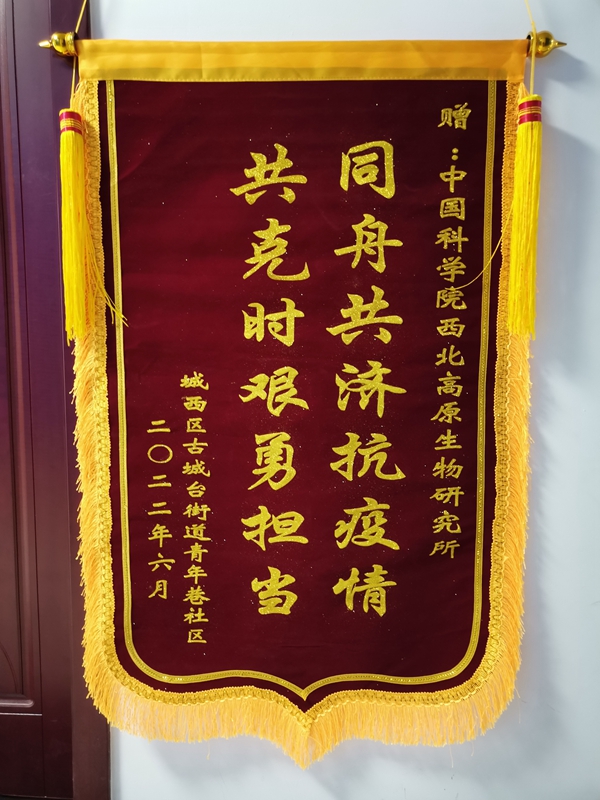 赠：中国科学院西北高原生物研究所
同舟共济抗疫情
共克时艰勇担当
城西区古城台街道青年巷社区
二〇二二年六月